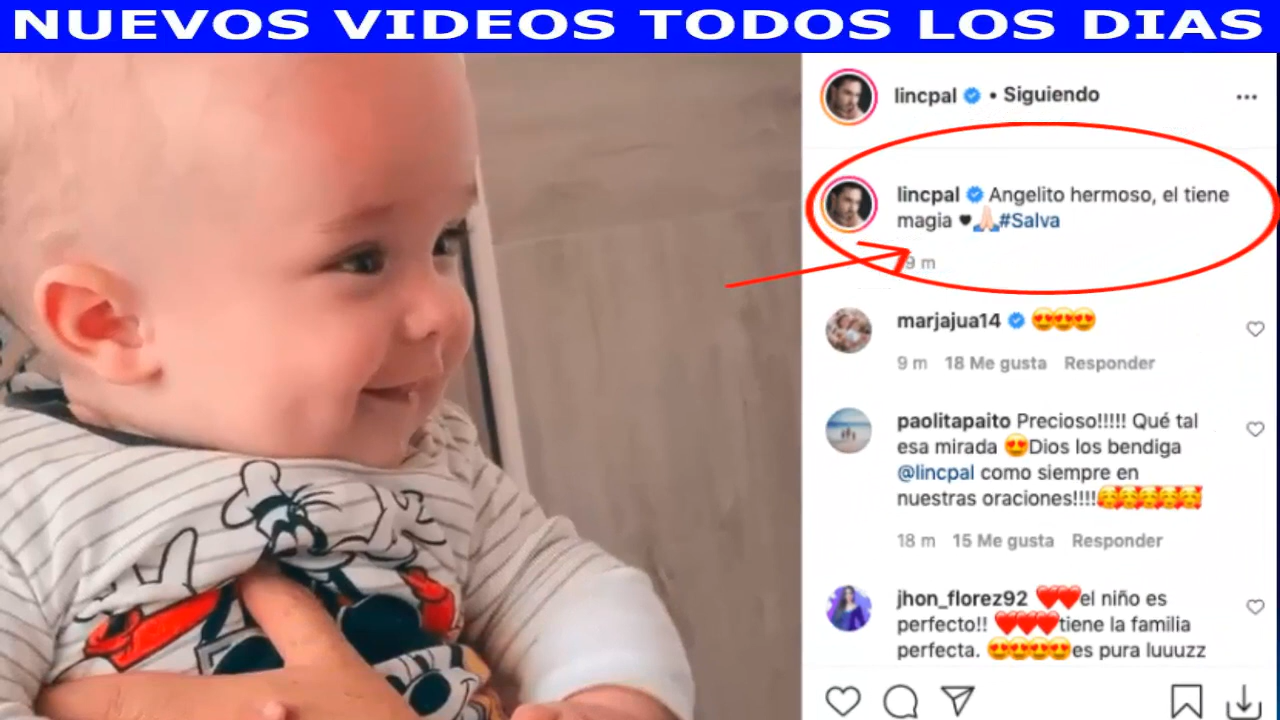 NUEVOS VIDEOS TODOS LOS DIAS
lincpal • Siguiendo
lincpal Angelito hermoso, el tiene
magia 🖤🙏🏻#Salva
9 m
marjajua14 😍😍😍
9 m 18 Me gusta Responder
paolitapaito Precioso!!!!! Qué tal
esa mirada 😍Dios los bendiga
@lincpal como siempre en
nuestras oraciones!!!!🥰🥰🥰🥰🥰
18 m 15 Me gusta Responder
jhon_florez92 ❤️❤️el niño es
perfecto!! ❤️❤️❤️tiene la familia
perfecta. 😍😍😍😍es pura luuuzz